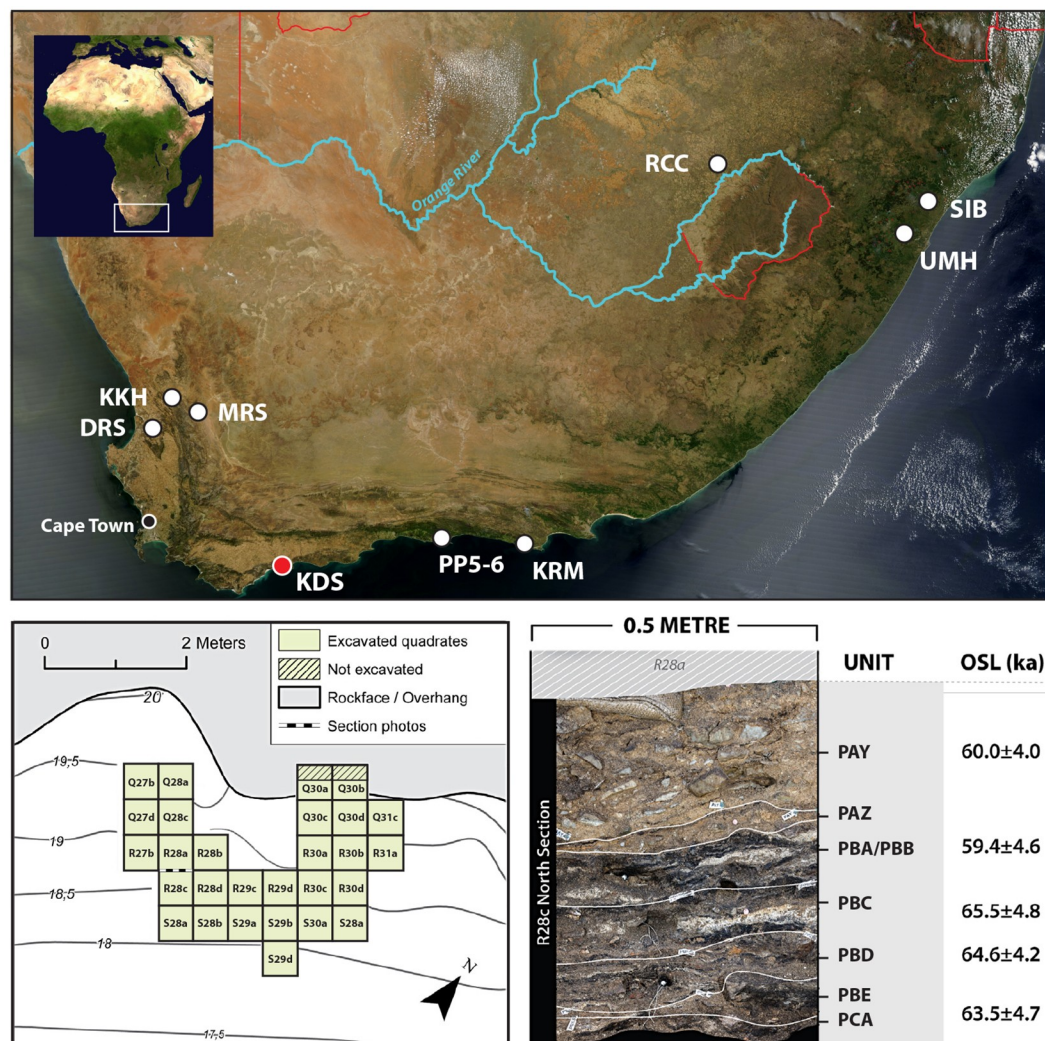 Orange River
RCC
SIB
UMH
KKH
MRS
DRS
Cape Town
KDS
PP5-6
KRM
0 2 Meters
Excavated quadrates
Not excavated
Rockface / Overhang
Section photos
20
19,5
19
18,5
18
17,5
Q27b Q28a
Q27d Q28c
R27b R28a R28b
R28c R28d R29c R29d R30c R30d
S28a S28b S29a S29b S30a S28a
S29d
Q30a Q30b
Q30c Q30d Q31c
R30a R30b R31a
N
0.5 METRE
R28a
R28c North Section
UNIT OSL (ka)
PAY 60.0±4.0
PAZ
PBA/PBB 59.4±4.6
PBC 65.5±4.8
PBD 64.6±4.2
PBE
PCA 63.5±4.7